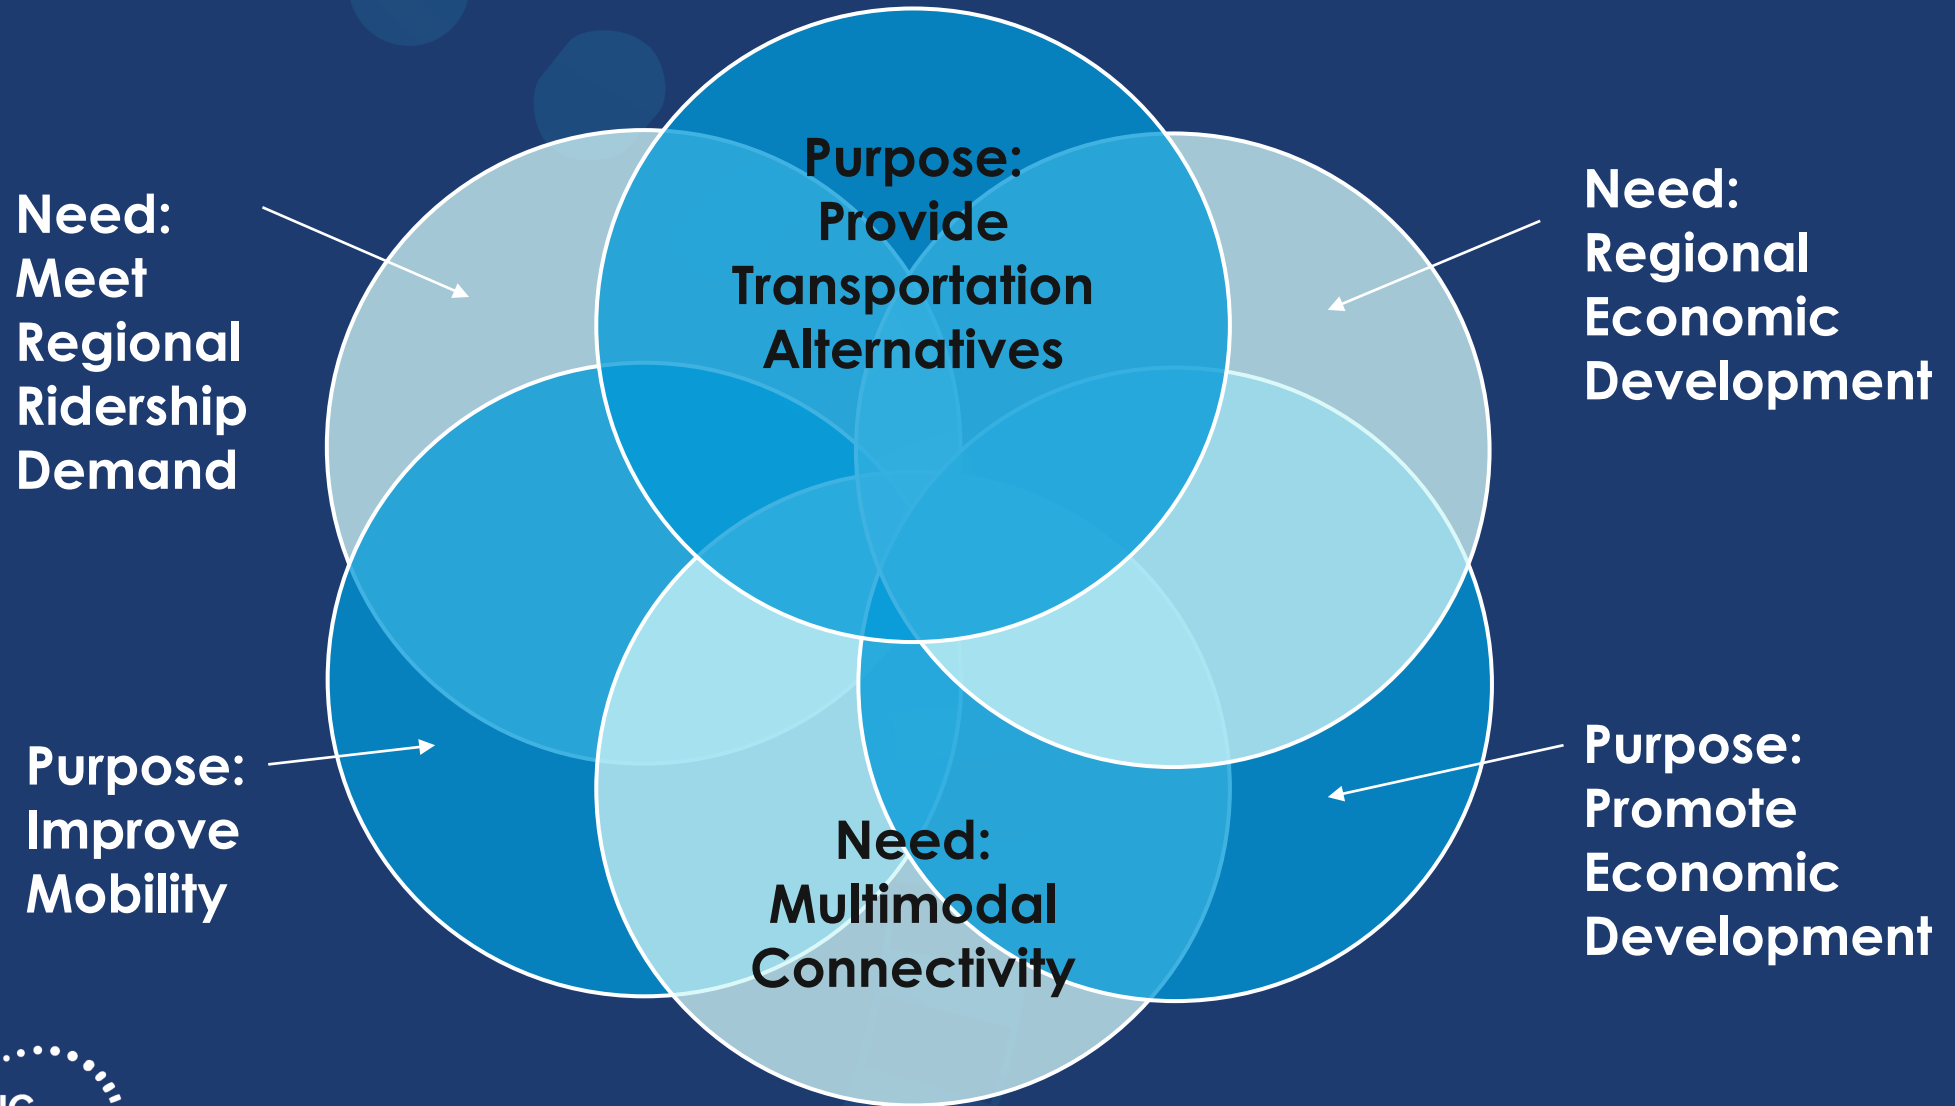 Purpose:
Provide
Transportation
Alternatives
Need:
Meet
Regional
Ridership
Demand
Need:
Regional
Economic
Development
Purpose:
Improve
Mobility
Need:
Multimodal
Connectivity
Purpose:
Promote
Economic
Development